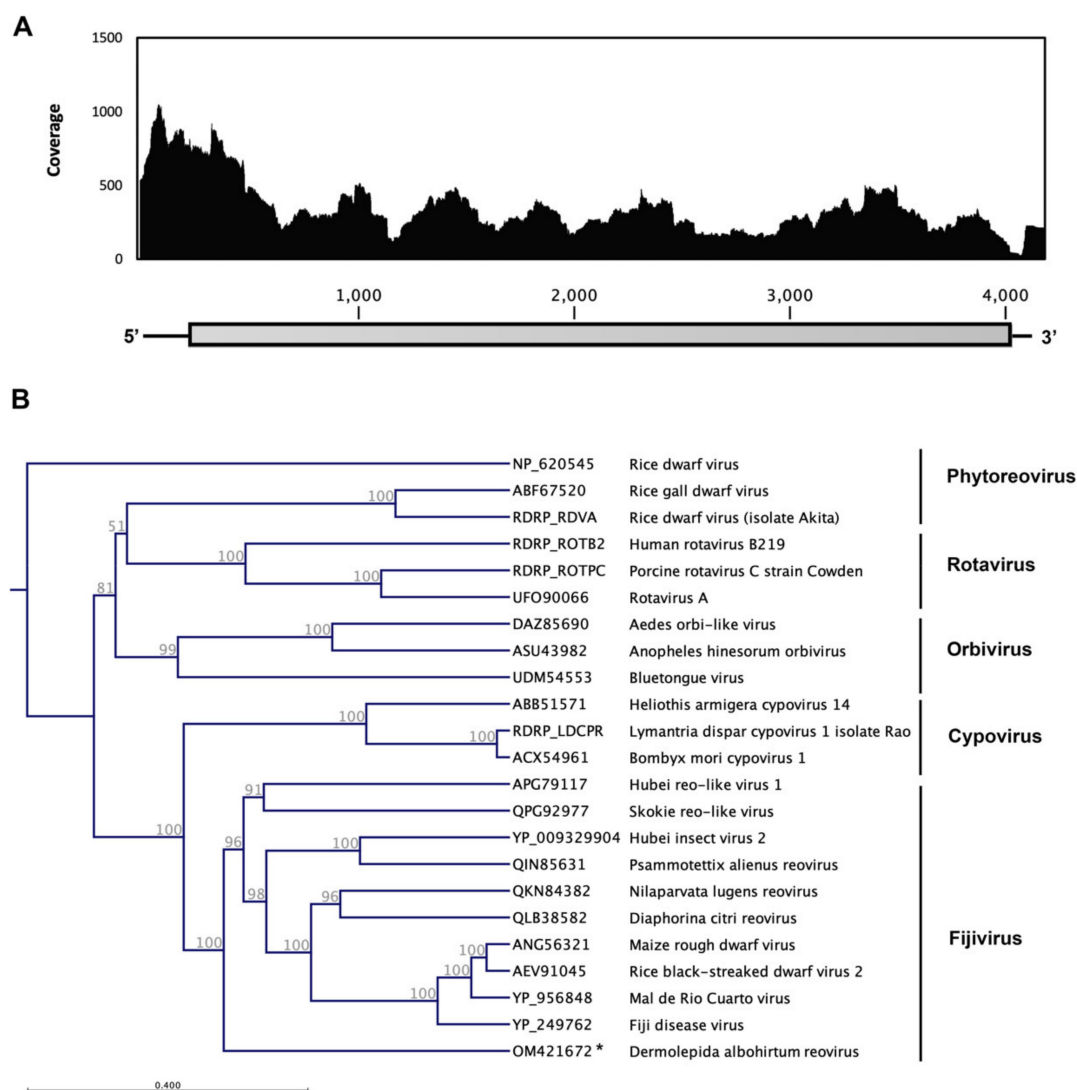 A
1500
1000
500
0
Coverage
1,000 2,000 3,000 4,000
5’ 3’
B
NP_620545 Rice dwarf virus
ABF67520 Rice gall dwarf virus
100
RDRP_RDVA Rice dwarf virus (isolate Akita)
Phytoreovirus
51
RDRP_ROTB2 Human rotavirus B219
100
RDRP_ROTPC Porcine rotavirus C strain Cowden
100
UFO90066 Rotavirus A
Rotavirus
81
DAZ85690 Aedes orbi-like virus
100
ASU43982 Anopheles hinesorum orbivirus
99
UDM54553 Bluetongue virus
Orbivirus
ABB51571 Heliothis armigera cypovirus 14
100
RDRP_LDCPR Lymantria dispar cypovirus 1 isolate Rao
100
ACX54961 Bombyx mori cypovirus 1
Cypovirus
100
APG79117 Hubei reo-like virus 1
91
QPG92977 Skokie reo-like virus
96
YP_009329904 Hubei insect virus 2
100
QIN85631 Psammotettix alienus reovirus
98
QKN84382 Nilaparvata lugens reovirus
96
QLB38582 Diaphorina citri reovirus
100
100
ANG56321 Maize rough dwarf virus
100
AEV91045 Rice black-streaked dwarf virus 2
100
YP_956848 Mal de Rio Cuarto virus
100
YP_249762 Fiji disease virus
OM421672 * Dermolepida albohirtum reovirus
Fijivirus
0.400